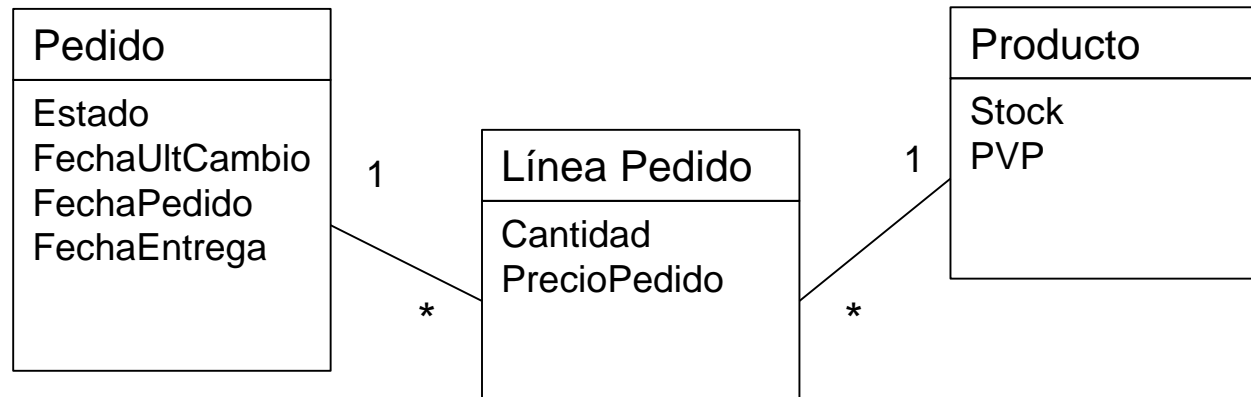 Pedido
Estado
FechaUltCambio
FechaPedido
FechaEntrega
1
*
Línea Pedido
Cantidad
PrecioPedido
1
*
Producto
Stock
PVP